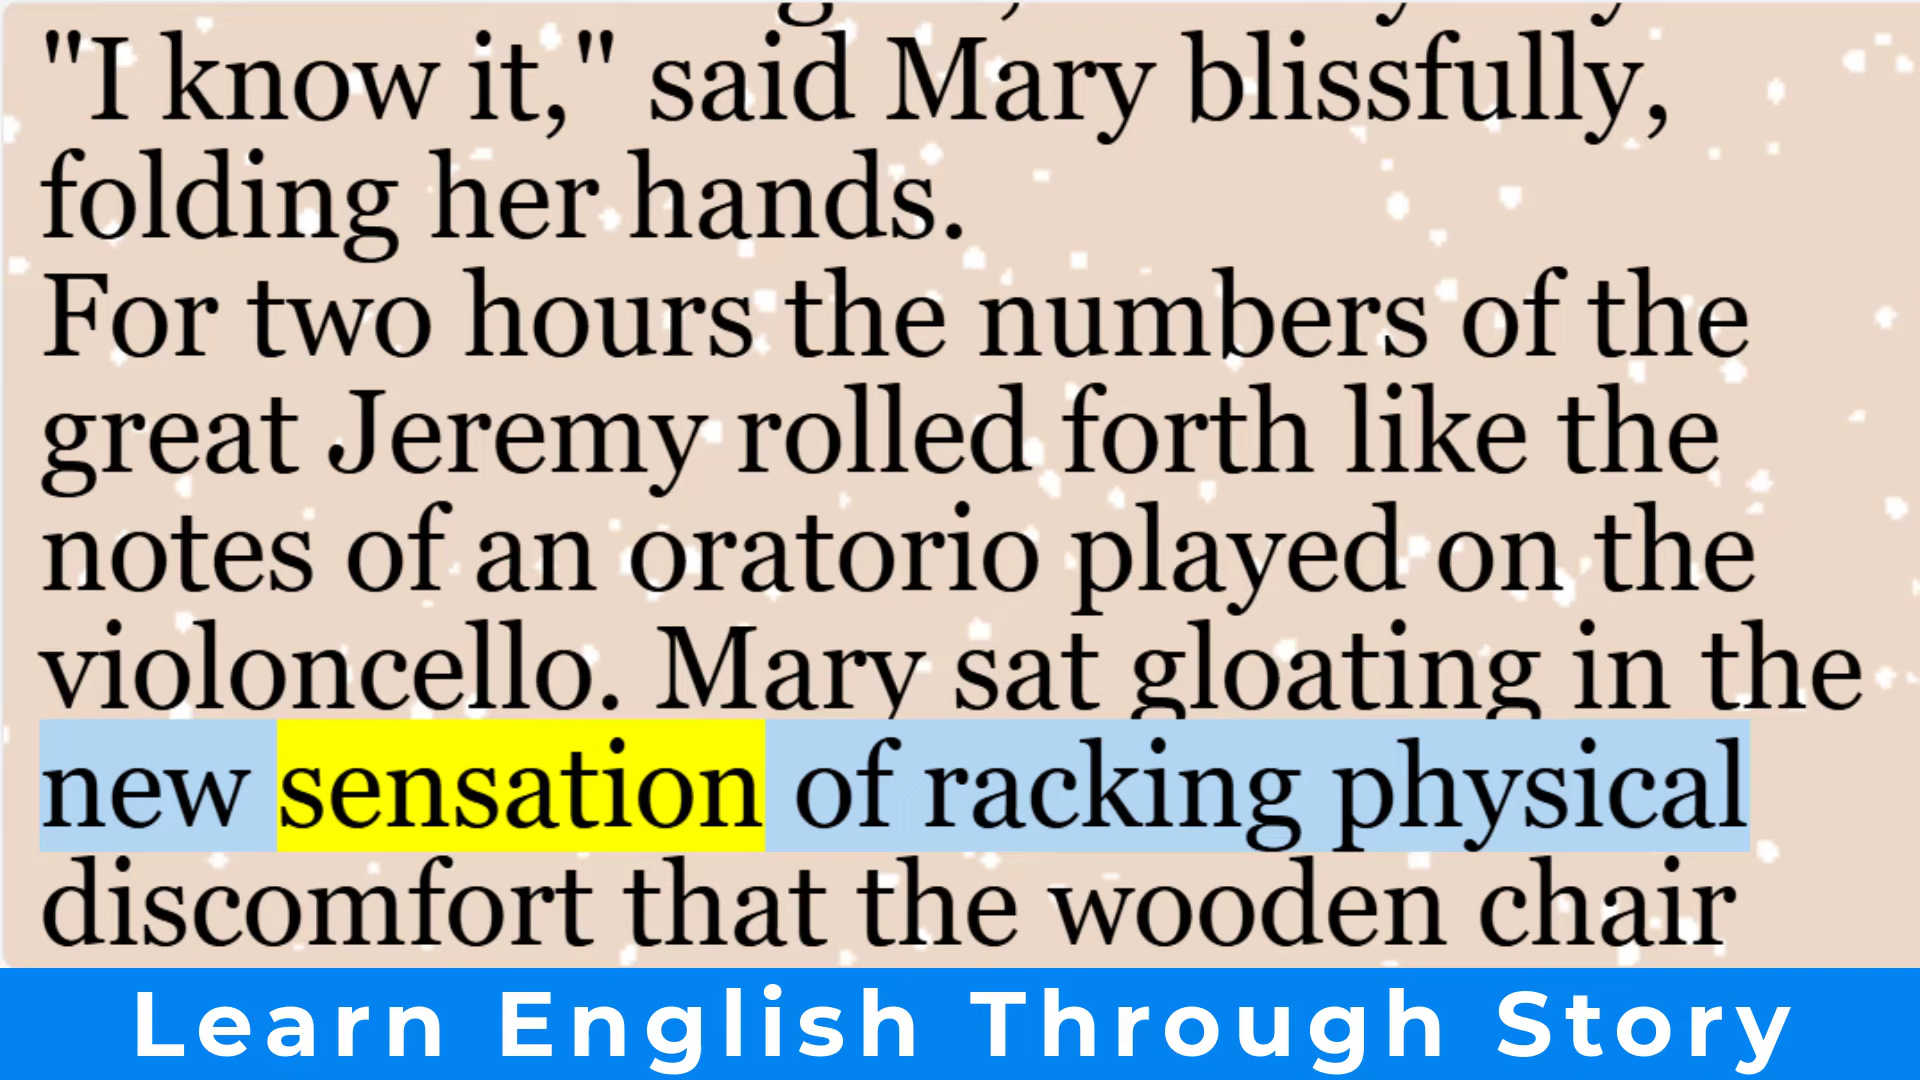 "I know it," said Mary blissfully,
folding her hands.
For two hours the numbers of the
great Jeremy rolled forth like the
notes of an oratorio played on the
violoncello. Mary sat gloating in the
new sensation of racking physical
discomfort that the wooden chair
Learn English Through Story